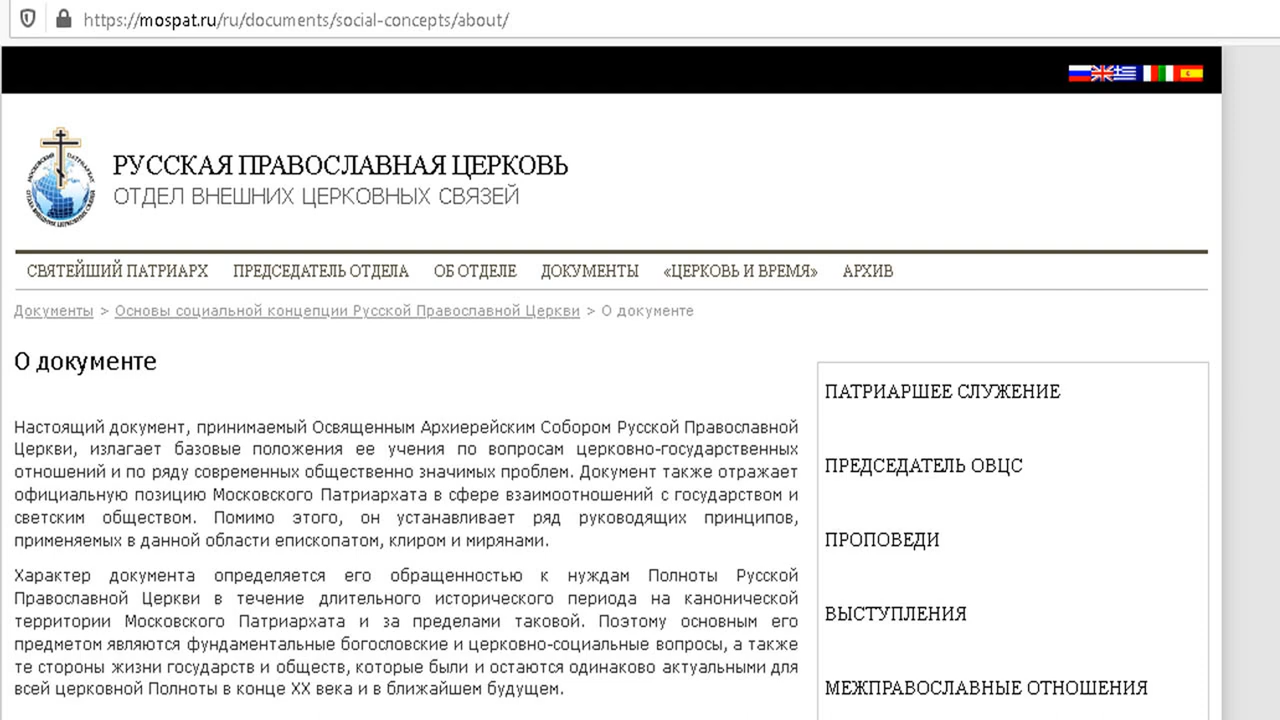 https://mospat.ru/ru/documents/social-concepts/about/
РУССКАЯ ПРАВОСЛАВНАЯ ЦЕРКОВЬ
ОТДЕЛ ВНЕШНИХ ЦЕРКОВНЫХ СВЯЗЕЙ
СВЯТЕЙШИЙ ПАТРИАРХ ПРЕДСЕДАТЕЛЬ ОТДЕЛА ОБ ОТДЕЛЕ ДОКУМЕНТЫ «ЦЕРКОВЬ И ВРЕМЯ» АРХИВ
Документы > Основы социальной концепции Русской Православной Церкви > О документе
О документе
Настоящий документ, принимаемый Освященным Архиерейским Собором Русской Православной
Церкви, излагает базовые положения ее учения по вопросам церковно-государственных
отношений и по ряду современных общественно значимых проблем. Документ также отражает
официальную позицию Московского Патриархата в сфере взаимоотношений с государством и
светским обществом. Помимо этого, он устанавливает ряд руководящих принципов,
применяемых в данной области епископатом, клиром и мирянами.
Характер документа определяется его обращенностью к нуждам Полноты Русской
Православной Церкви в течение длительного исторического периода на канонической
территории Московского Патриархата и за пределами таковой. Поэтому основным его
предметом являются фундаментальные богословские и церковно-социальные вопросы, а также
те стороны жизни государств и обществ, которые были и остаются одинаково актуальными для
всей церковной Полноты в конце XX века и в ближайшем будущем.
ПАТРИАРШЕЕ СЛУЖЕНИЕ
ПРЕДСЕДАТЕЛЬ ОВЦС
ПРОПОВЕДИ
ВЫСТУПЛЕНИЯ
МЕЖПРАВОСЛАВНЫЕ ОТНОШЕНИЯ